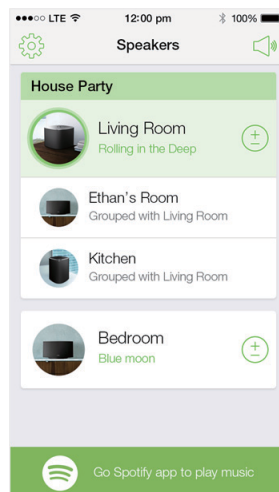 LTE 12:00 pm 100%
Speakers
House Party
Living Room
Rolling in the Deep
Ethan's Room
Grouped with Living Room
Kitchen
Grouped with Living Room
Bedroom
Blue moon
Go Spotify app to play music